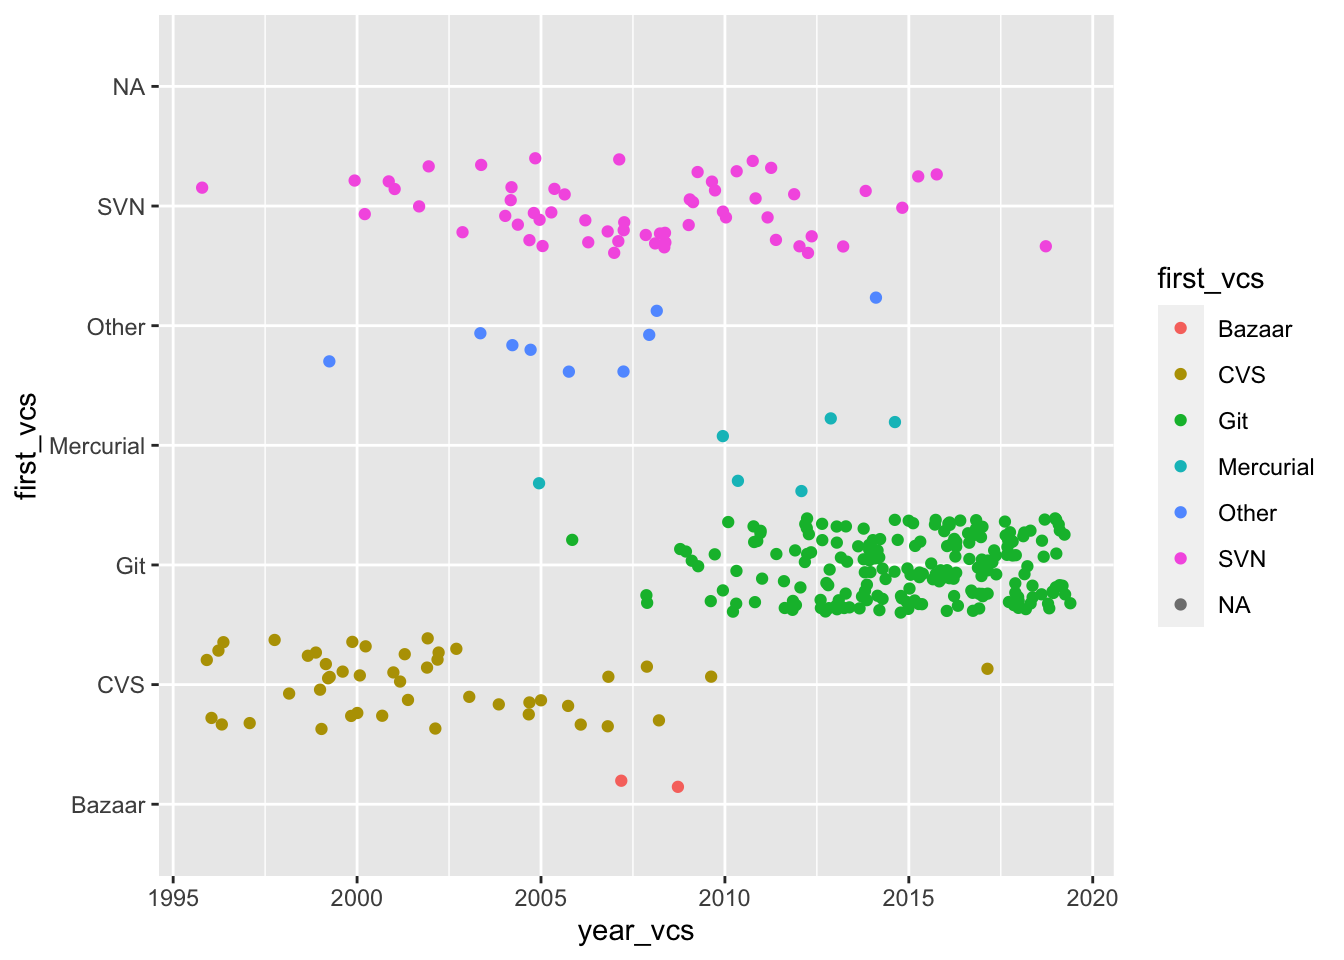 NA
SVN
Other
Mercurial
Git
CVS
Bazaar
first_vcs
1995 2000 2005 2010 2015 2020
year_vcs
first_vcs
Bazaar
CVS
Git
Mercurial
Other
SVN
NA